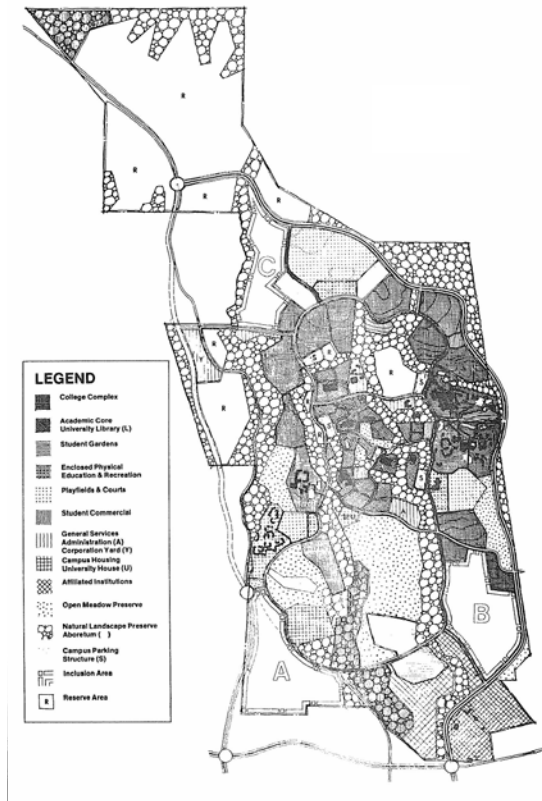 R
R
R
R
C
R
Y
R
R
S
R
S
LEGEND
College Complex
Academic Core
University Library (L)
Student Gardens
Enclosed Physical
Education & Recreation
Playfields & Courts
Student Commercial
General Services
Administration (A)
Corporation Yard (Y)
Campus Housing
University House (U)
Affiliated Institutions
Open Meadow Preserve
Natural Landscape Preserve
Aboretum ( )
Campus Parking
Structure (S)
Inclusion Area
R
Reserve Area
B
A